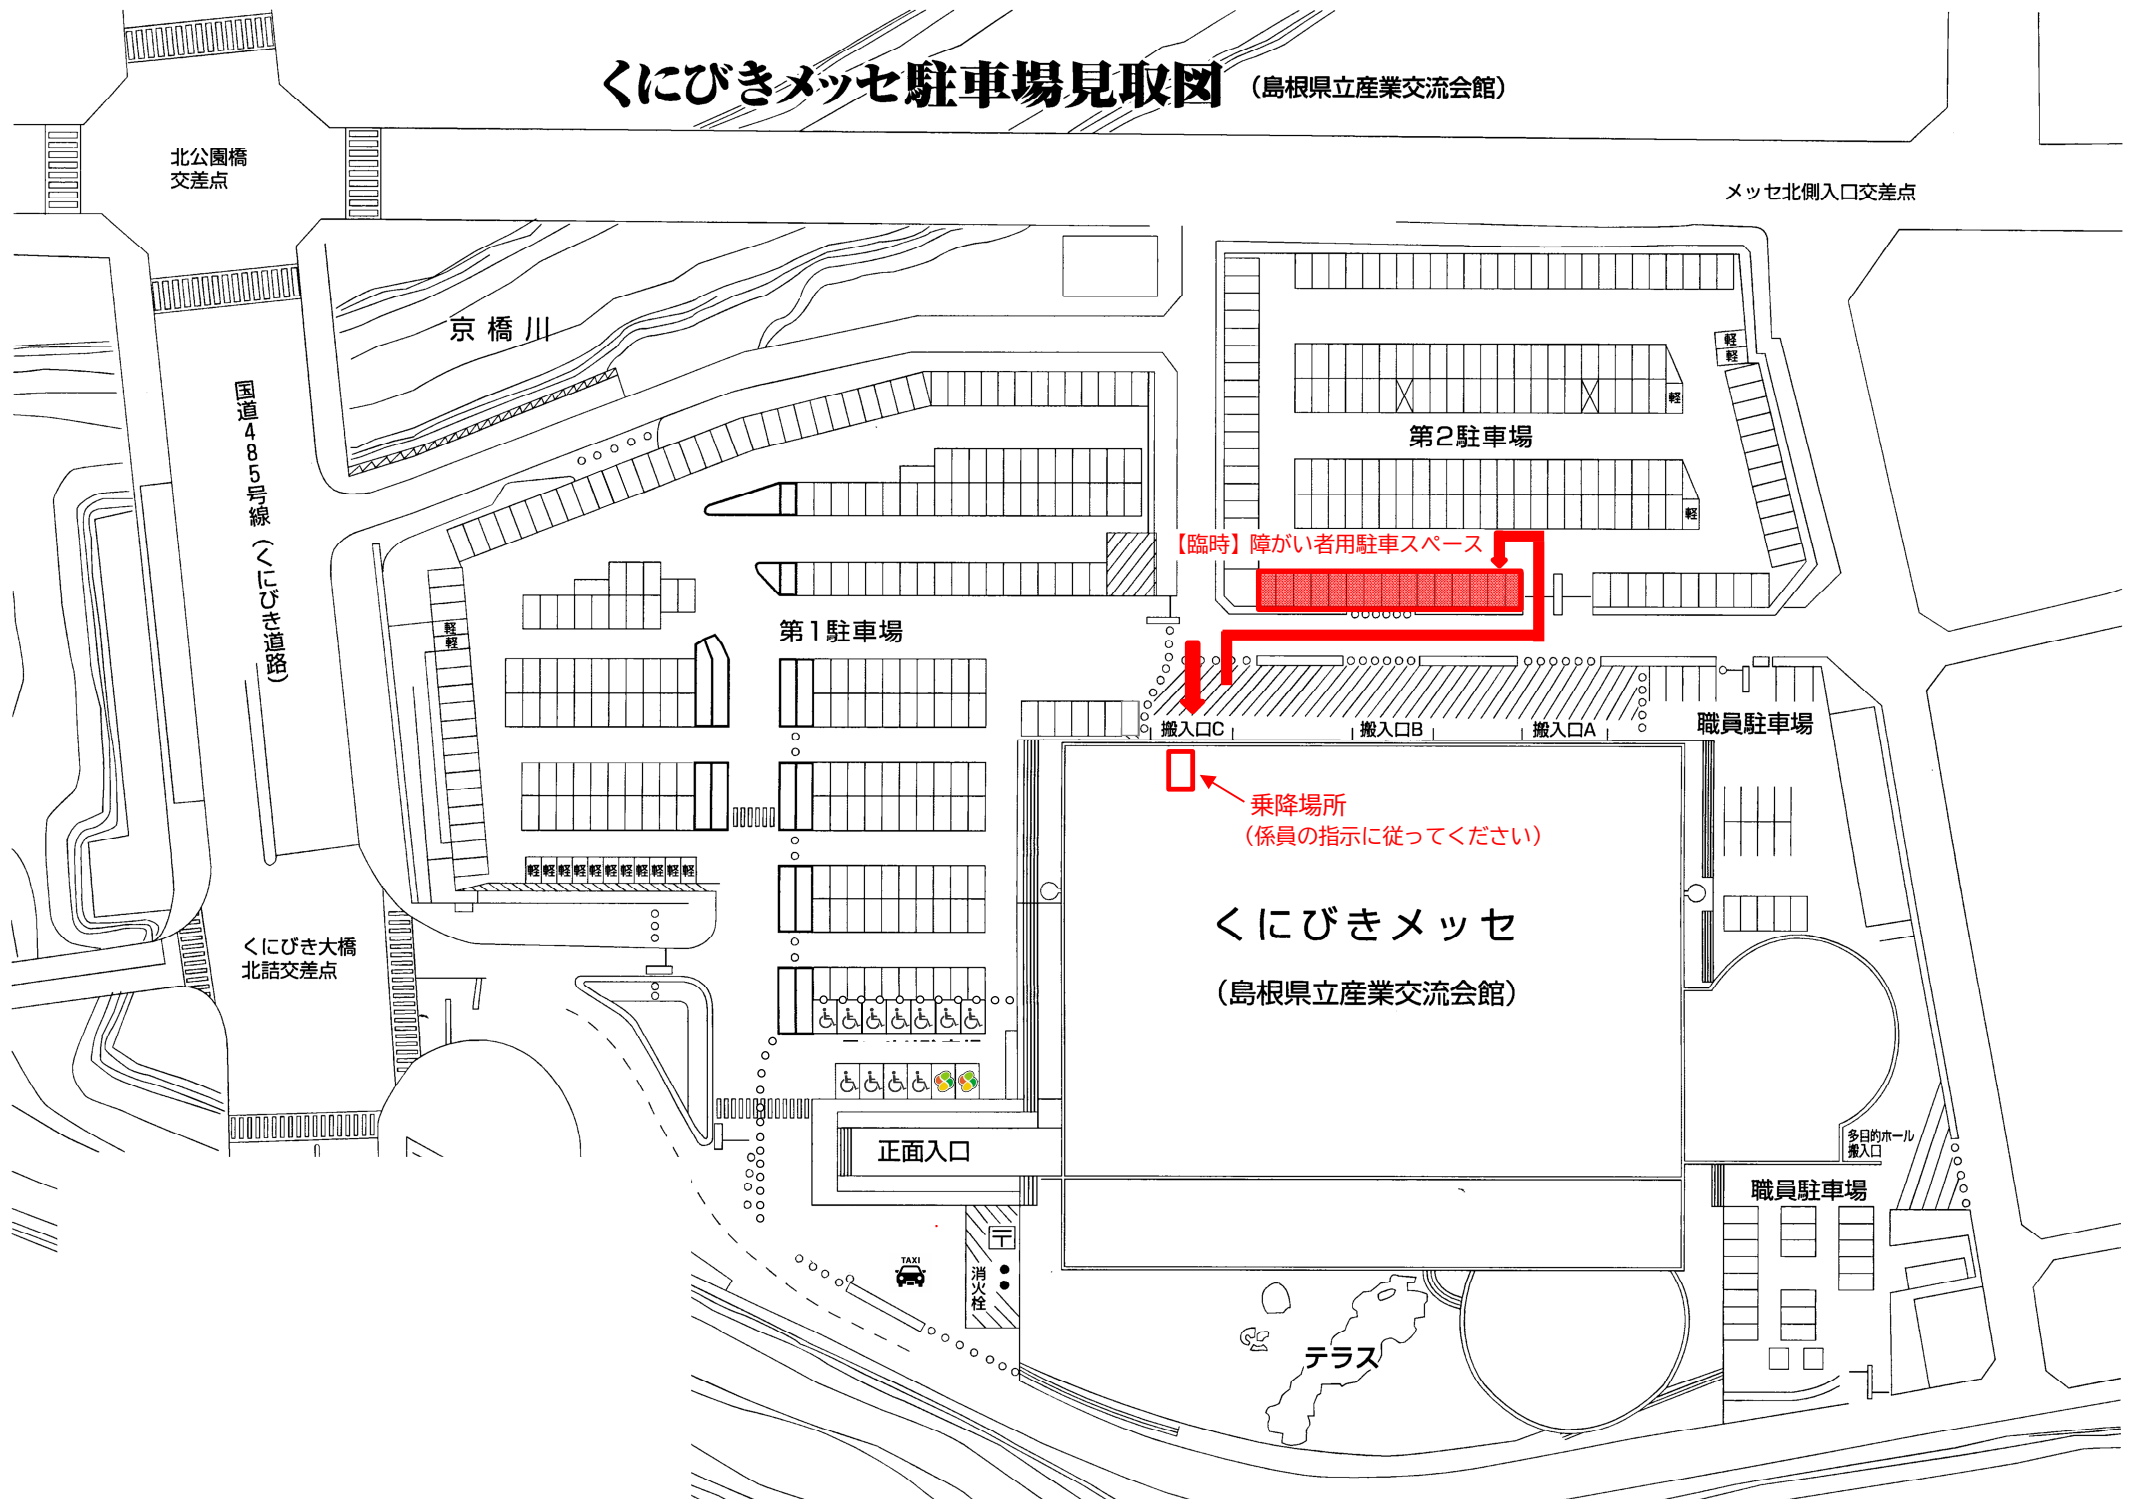 くにびきメッセ駐車場見取図 （島根県立産業交流会館）
北公園橋
交差点
メッセ北側入口交差点
京橋川
国道485号線（くにびき道路）
軽
軽
軽
第2駐車場
軽
【臨時】障がい者用駐車スペース
第1駐車場
軽
軽
搬入口C
搬入口B
搬入口A
職員駐車場
乗降場所
（係員の指示に従ってください）
軽軽軽軽軽軽軽軽軽軽軽
くにびきメッセ
（島根県立産業交流会館）
くにびき大橋
北詰交差点
正面入口
多目的ホール
搬入口
職員駐車場
〒
TAXI
消火栓
テラス